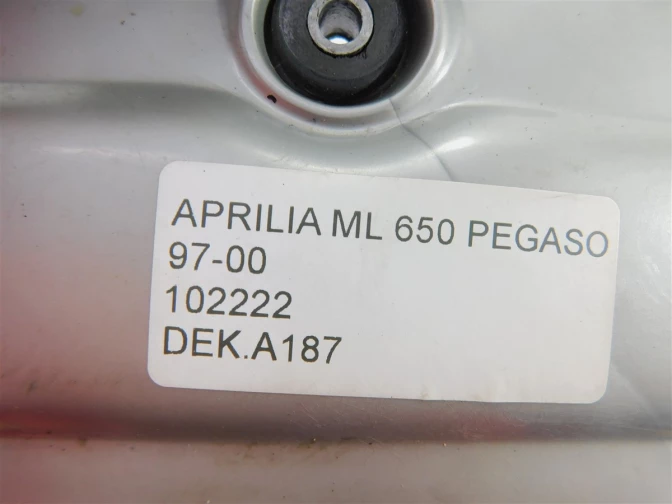 APRILIA ML 650 PEGASO
97-00
102222
DEK.A187